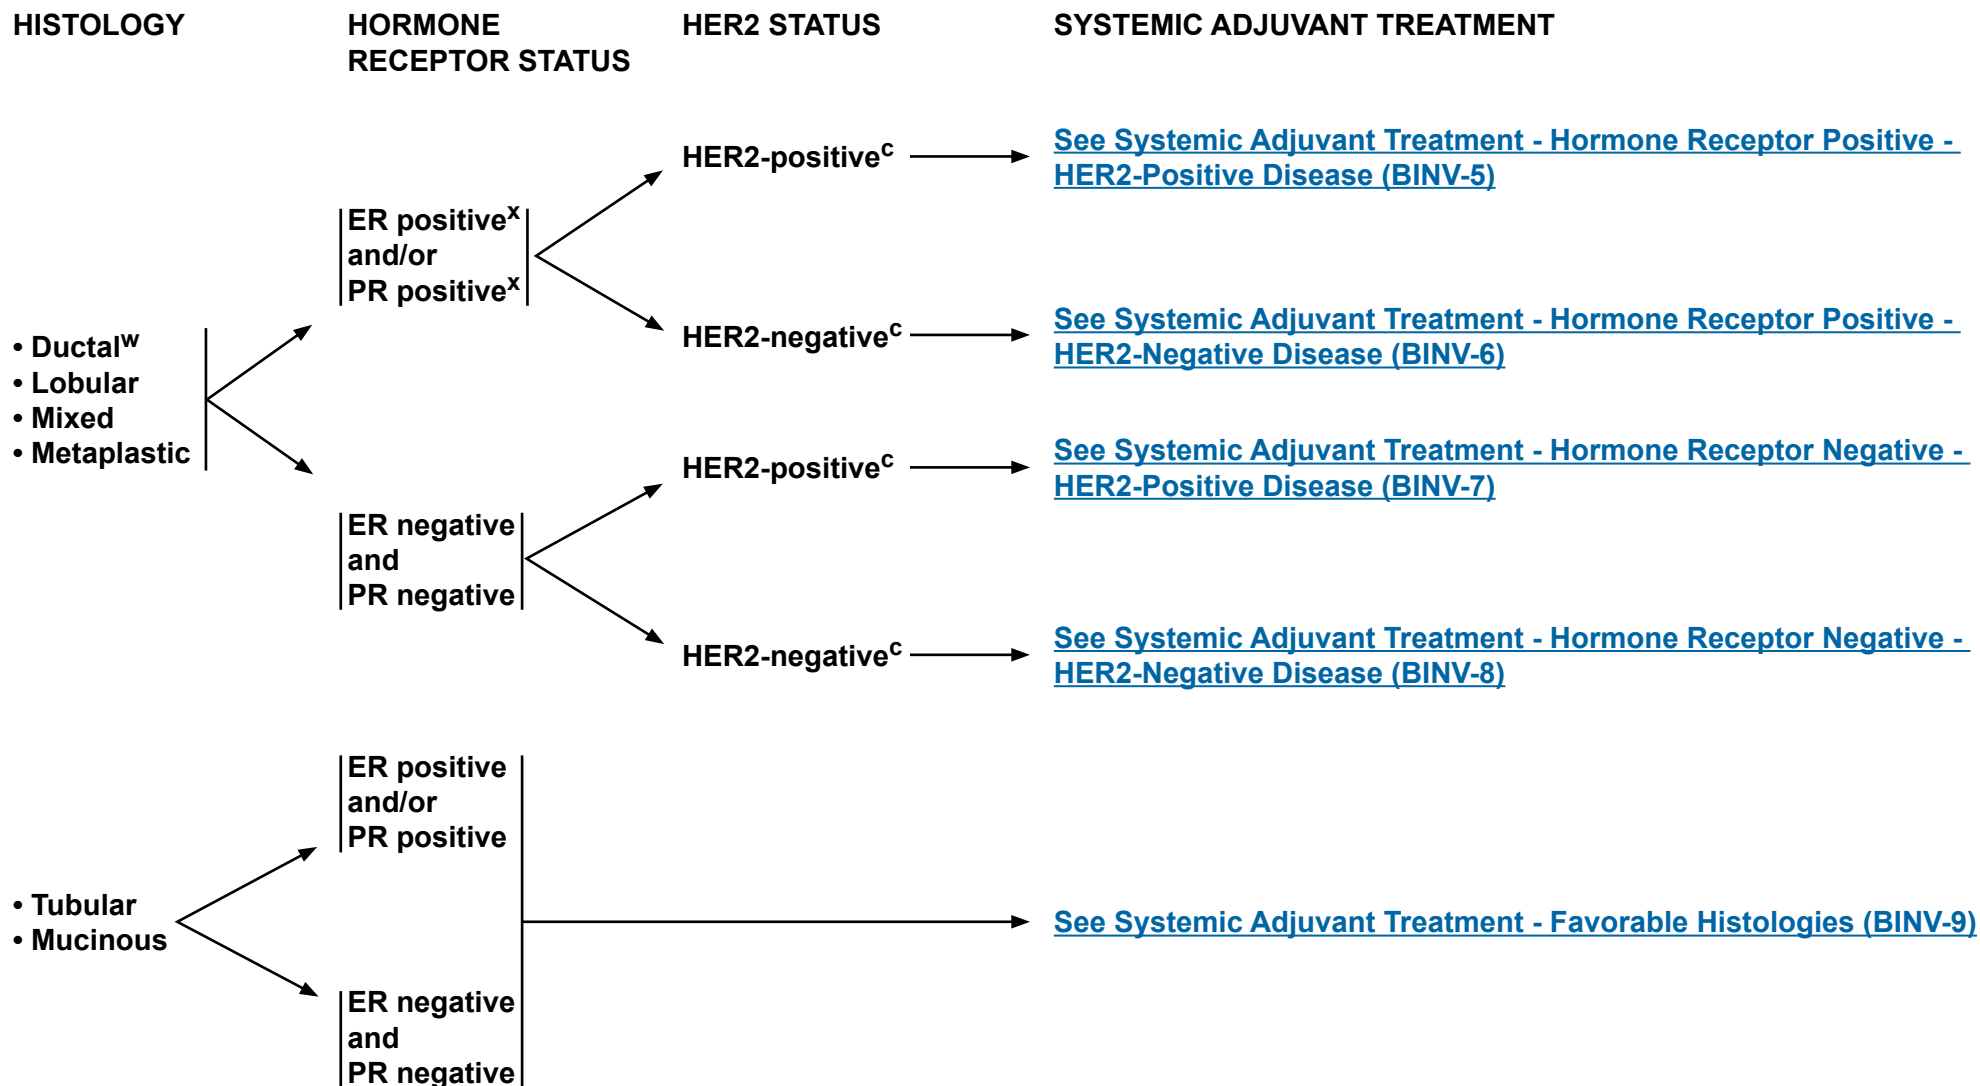 HISTOLOGY
HORMONE
RECEPTOR STATUS
HER2 STATUS
SYSTEMIC ADJUVANT TREATMENT
• Ductalʷ
• Lobular
• Mixed
• Metaplastic
ER positiveˣ
and/or
PR positiveˣ
HER2-positiveᶜ
See Systemic Adjuvant Treatment - Hormone Receptor Positive -
HER2-Positive Disease (BINV-5)
HER2-negativeᶜ
See Systemic Adjuvant Treatment - Hormone Receptor Positive -
HER2-Negative Disease (BINV-6)
ER negative
and
PR negative
HER2-positiveᶜ
See Systemic Adjuvant Treatment - Hormone Receptor Negative -
HER2-Positive Disease (BINV-7)
HER2-negativeᶜ
See Systemic Adjuvant Treatment - Hormone Receptor Negative -
HER2-Negative Disease (BINV-8)
• Tubular
• Mucinous
ER positive
and/or
PR positive
ER negative
and
PR negative
See Systemic Adjuvant Treatment - Favorable Histologies (BINV-9)